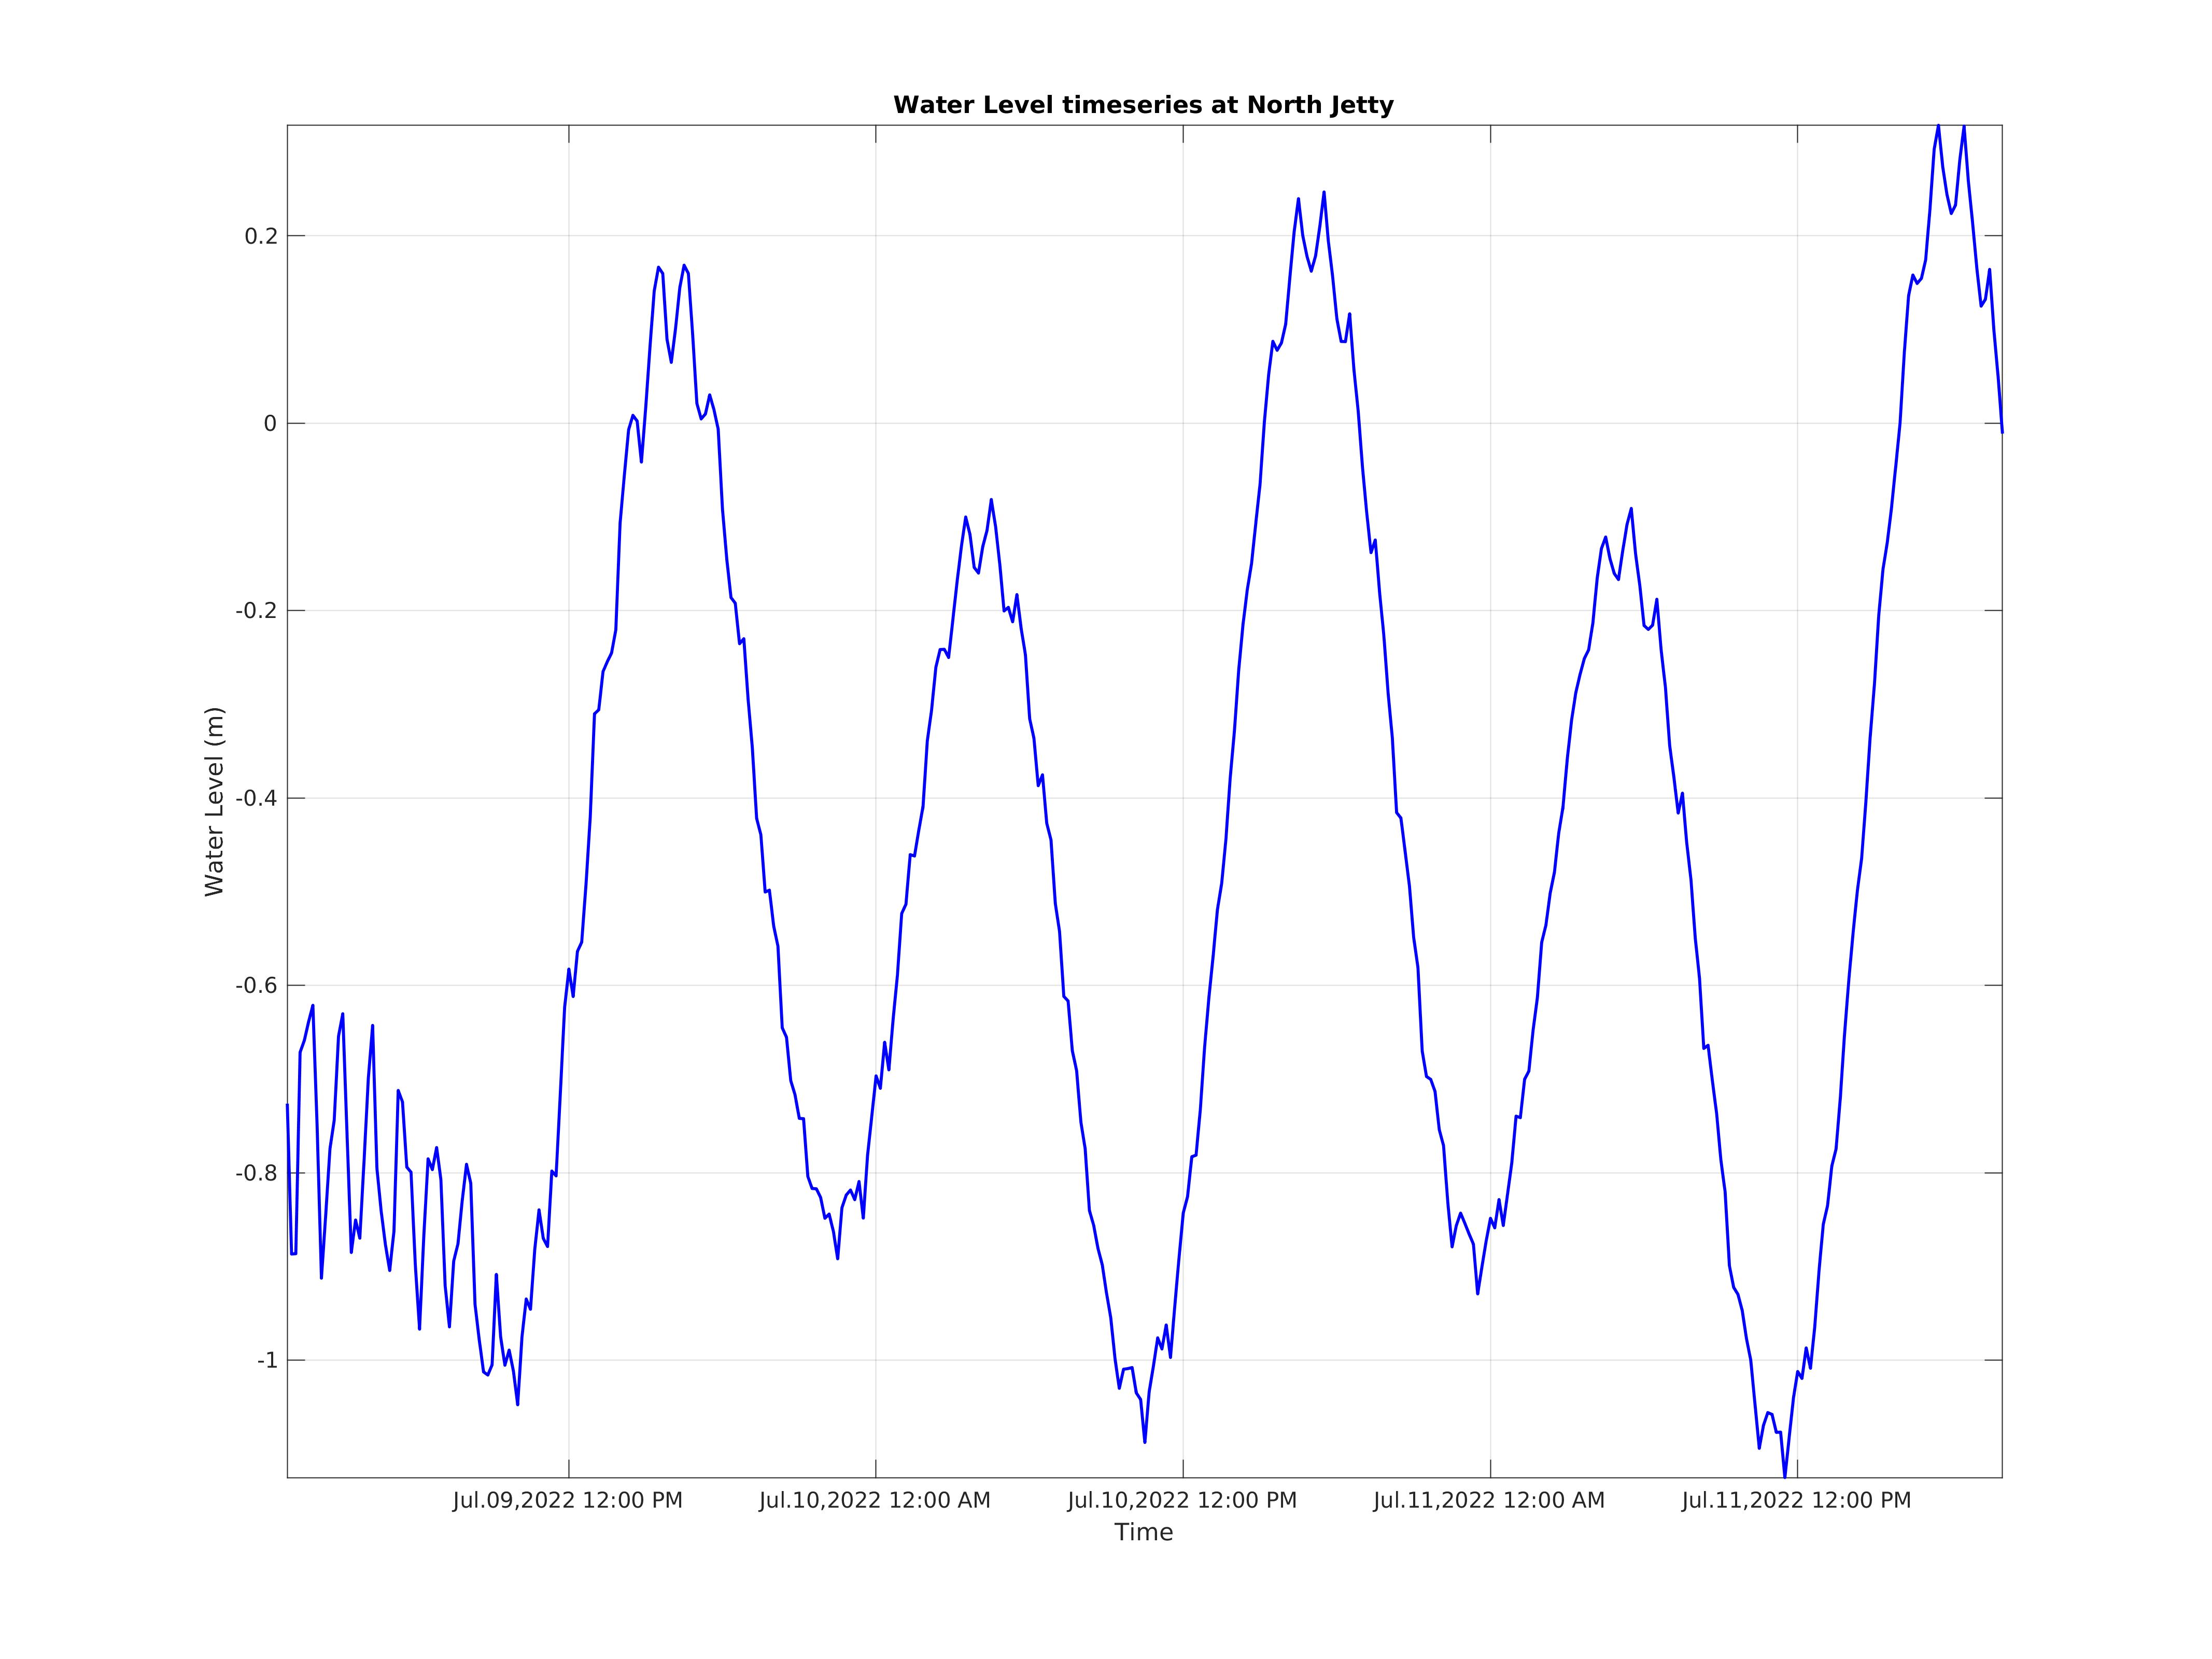 Water Level timeseries at North Jetty
Water Level (m)
0.2
0
-0.2
-0.4
-0.6
-0.8
-1
Jul.09,2022 12:00 PM
Jul.10,2022 12:00 AM
Jul.10,2022 12:00 PM
Jul.11,2022 12:00 AM
Jul.11,2022 12:00 PM
Time